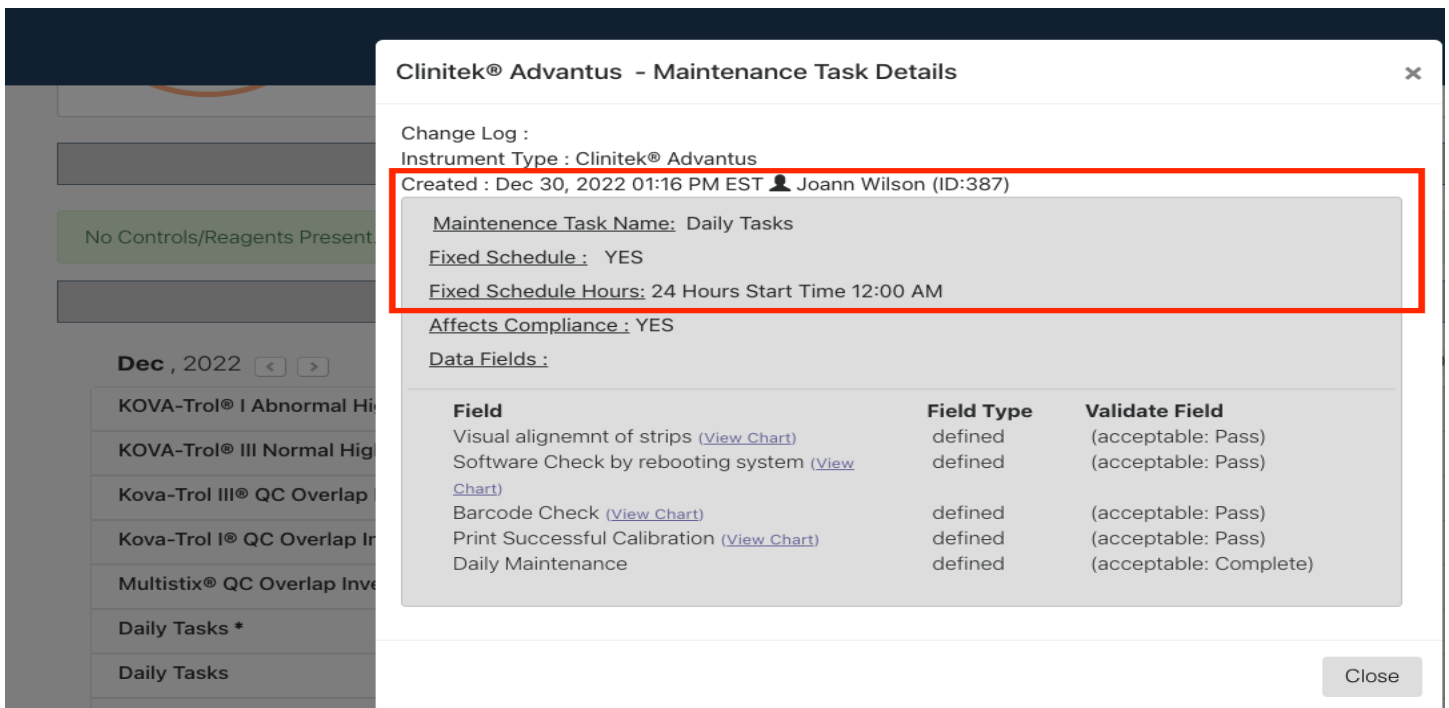 Clinitek® Advantus - Maintenance Task Details
×
Change Log :
Instrument Type : Clinitek® Advantus
Created : Dec 30, 2022 01:16 PM EST Joann Wilson (ID:387)
Maintenence Task Name: Daily Tasks
Fixed Schedule : YES
Fixed Schedule Hours: 24 Hours Start Time 12:00 AM
Affects Compliance : YES
Data Fields :
Field Field Type Validate Field
Visual alignemnt of strips (View Chart) defined (acceptable: Pass)
Software Check by rebooting system (View defined (acceptable: Pass)
Chart)
Barcode Check (View Chart) defined (acceptable: Pass)
Print Successful Calibration (View Chart) defined (acceptable: Pass)
Daily Maintenance defined (acceptable: Complete)
Close
No Controls/Reagents Present.
Dec , 2022 < >
KOVA-Trol® I Abnormal
KOVA-Trol® III Normal
Kova-Trol III® QC Overlap
Kova-Trol I® QC Overlap
Multistix® QC Overlap
Daily Tasks *
Daily Tasks